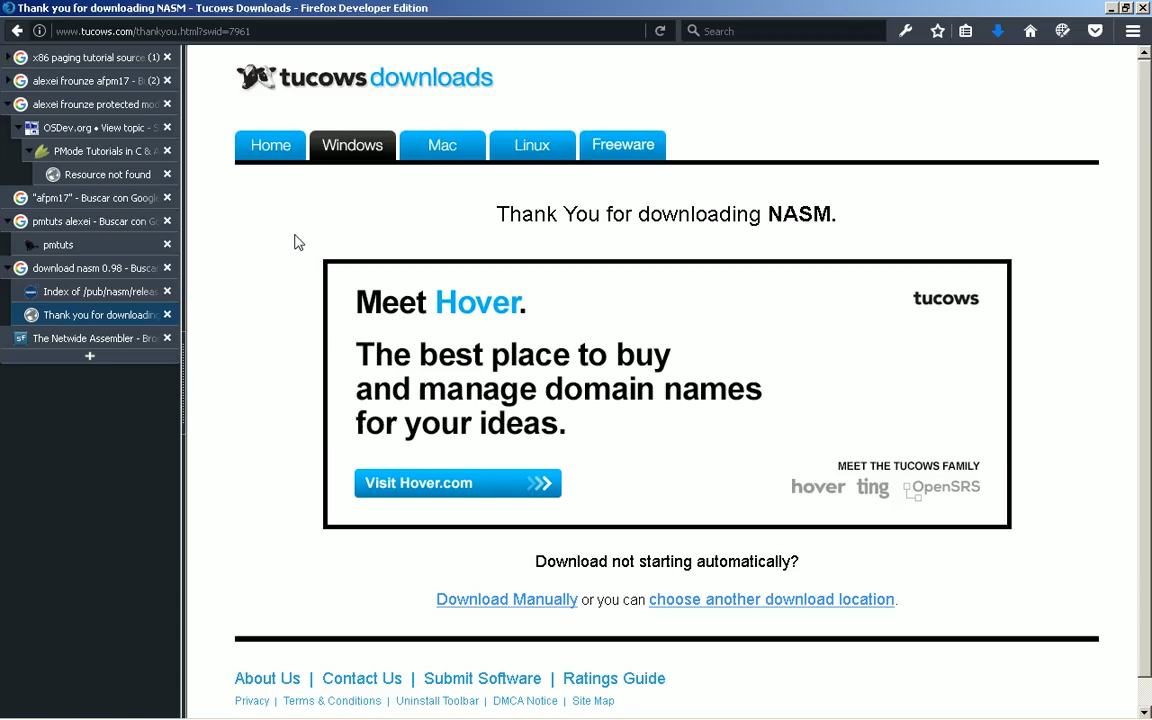 Thank you for downloading NASM - Tucows Downloads - Firefox Developer Edition
www.tucows.com/thankyou.html?swid=7961
Search
x86 paging tutorial source (1)
alexei frounze afpm17 - B (2)
alexei frounze protected mo
OSDev.org • View topic - S
PMode Tutorials in C & A
Resource not found
"afpm17" - Buscar con Google
pmtuts alexei - Buscar con G
pmtuts
download nasm 0.98 - Busca
Index of /pub/nasm/releas
Thank you for downloading
The Netwide Assembler - Bro
tucows downloads
Home
Windows
Mac
Linux
Freeware
Thank You for downloading NASM.
Meet Hover.
tucows
The best place to buy
and manage domain names
for your ideas.
Visit Hover.com
MEET THE TUCOWS FAMILY
hover ting OpenSRS
Download not starting automatically?
Download Manually or you can choose another download location.
About Us | Contact Us | Submit Software | Ratings Guide
Privacy | Terms & Conditions | Uninstall Toolbar | DMCA Notice | Site Map